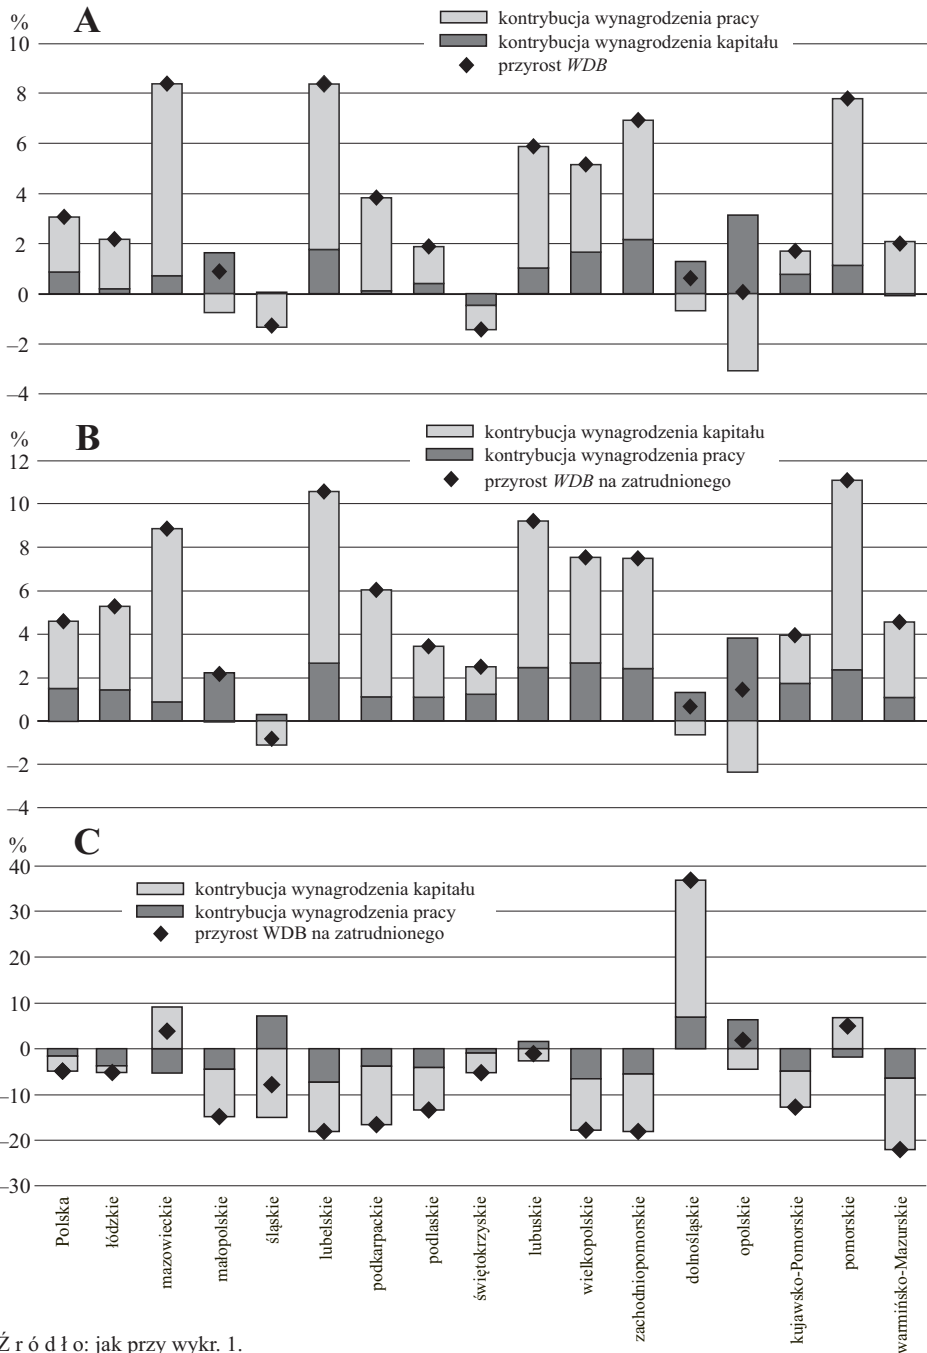 %
A
kontrybucja wynagrodzenia pracy
kontrybucja wynagrodzenia kapitału
przyrost WDB
10
8
6
4
2
0
–2
–4
%
B
kontrybucja wynagrodzenia kapitału
kontrybucja wynagrodzenia pracy
przyrost WDB na zatrudnionego
12
10
8
6
4
2
0
–2
–4
%
C
kontrybucja wynagrodzenia kapitału
kontrybucja wynagrodzenia pracy
przyrost WDB na zatrudnionego
40
30
20
10
0
–10
–20
–30
Polska
łódzkie
mazowieckie
małopolskie
śląskie
lubelskie
podkarpackie
podlaskie
świętokrzyskie
lubuskie
wielkopolskie
zachodniopomorskie
dolnośląskie
opolskie
kujawsko-Pomorskie
pomorskie
warmińsko-Mazurskie
Ź r ó d ł o: jak przy wykr. 1.